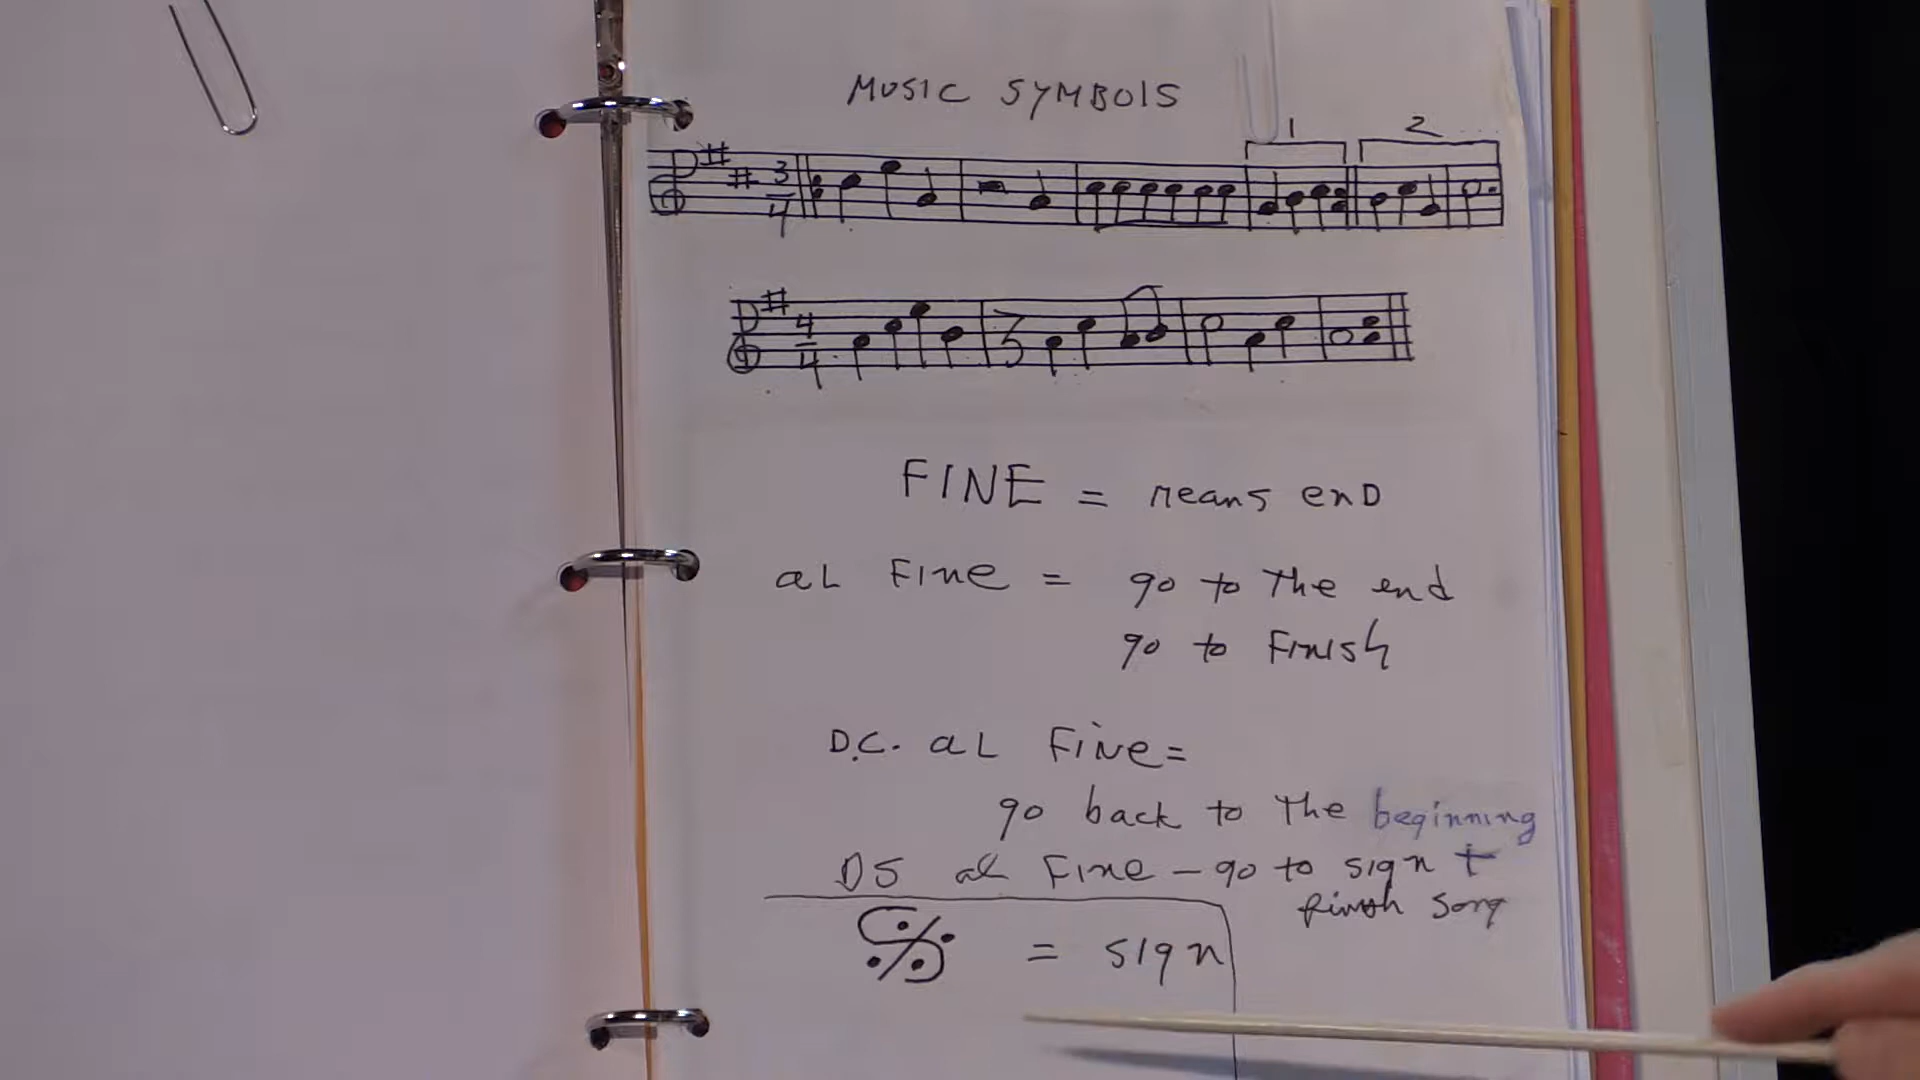 MUSIC SYMBOLS
1 2
3
4
4
4
FINE = means end
al Fine = go to the end
go to Finish
D.C. al Fine=
go back to the beginning
DS al Fine - go to sign +
finish song
𝄋 = sign